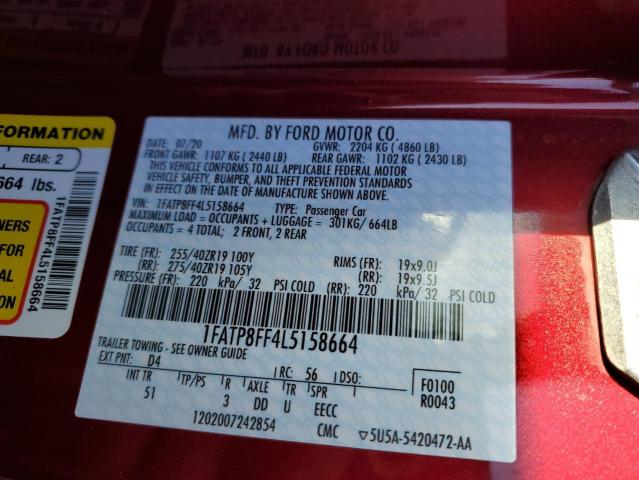 MFD. BY FORD MOTOR CO.
DATE: 07/20 GVWR: 2204 KG ( 4860 LB)
FRONT GAWR: 1107 KG ( 2440 LB) REAR GAWR: 1102 KG ( 2430 LB)
THIS VEHICLE CONFORMS TO ALL APPLICABLE FEDERAL MOTOR
VEHICLE SAFETY, BUMPER, AND THEFT PREVENTION STANDARDS
IN EFFECT ON THE DATE OF MANUFACTURE
SHOWN ABOVE.
VIN: 1FATP8FF4L5158664 TYPE: Passenger Car
MAXIMUM LOAD = OCCUPANTS + LUGGAGE = 301KG/ 664LB
OCCUPANTS = 4 TOTAL; 2 FRONT, 2 REAR
TIRE (FR): 255/40ZR19 100Y RIMS (FR): 19x9.0J
(RR): 275/40ZR19 105Y (RR): 19x9.5J
PRESSURE (FR): 220 kPa/ 32 PSI COLD (RR): 220 kPa/ 32 PSI COLD
1FATP8FF4L5158664
TRAILER TOWING - SEE OWNER GUIDE
EXT PNT: D4 RC: 56 DSO: F0100
R0043
INT TR TP/PS R AXLE TR SPR
51 3 DD U EECC
1202007242854 CMC ▽5U5A-5420472-AA
FORMATION
REAR: 2
664 lbs.
NERS
FOR
AL
ON
1FATP8FF4L5158664
MFD. BY FORD MOTOR CO.